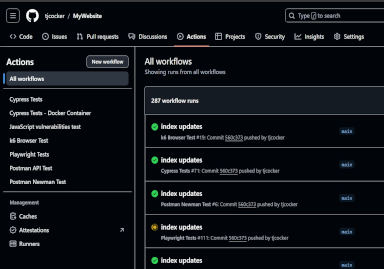 tjcocker / MyWebsite
Type / to search
Code
Issues
Pull requests
Discussions
Actions
Projects
Security
Insights
Settings
Actions
New workflow
All workflows
Cypress Tests
Cypress Tests - Docker Container
JavaScript vulnerabilities test
k6 Browser Test
Playwright Tests
Postman API Test
Postman Newman Test
Management
Caches
Attestations
Runners
All workflows
Showing runs from all workflows
287 workflow runs
index updates
k6 Browser Test #19: Commit 560c373 pushed by tjcocker
main
index updates
Cypress Tests #71: Commit 560c373 pushed by tjcocker
main
index updates
Postman Newman Test #6: Commit 560c373 pushed by tjcocker
main
index updates
Playwright Tests #111: Commit 560c373 pushed by tjcocker
main
index updates
main